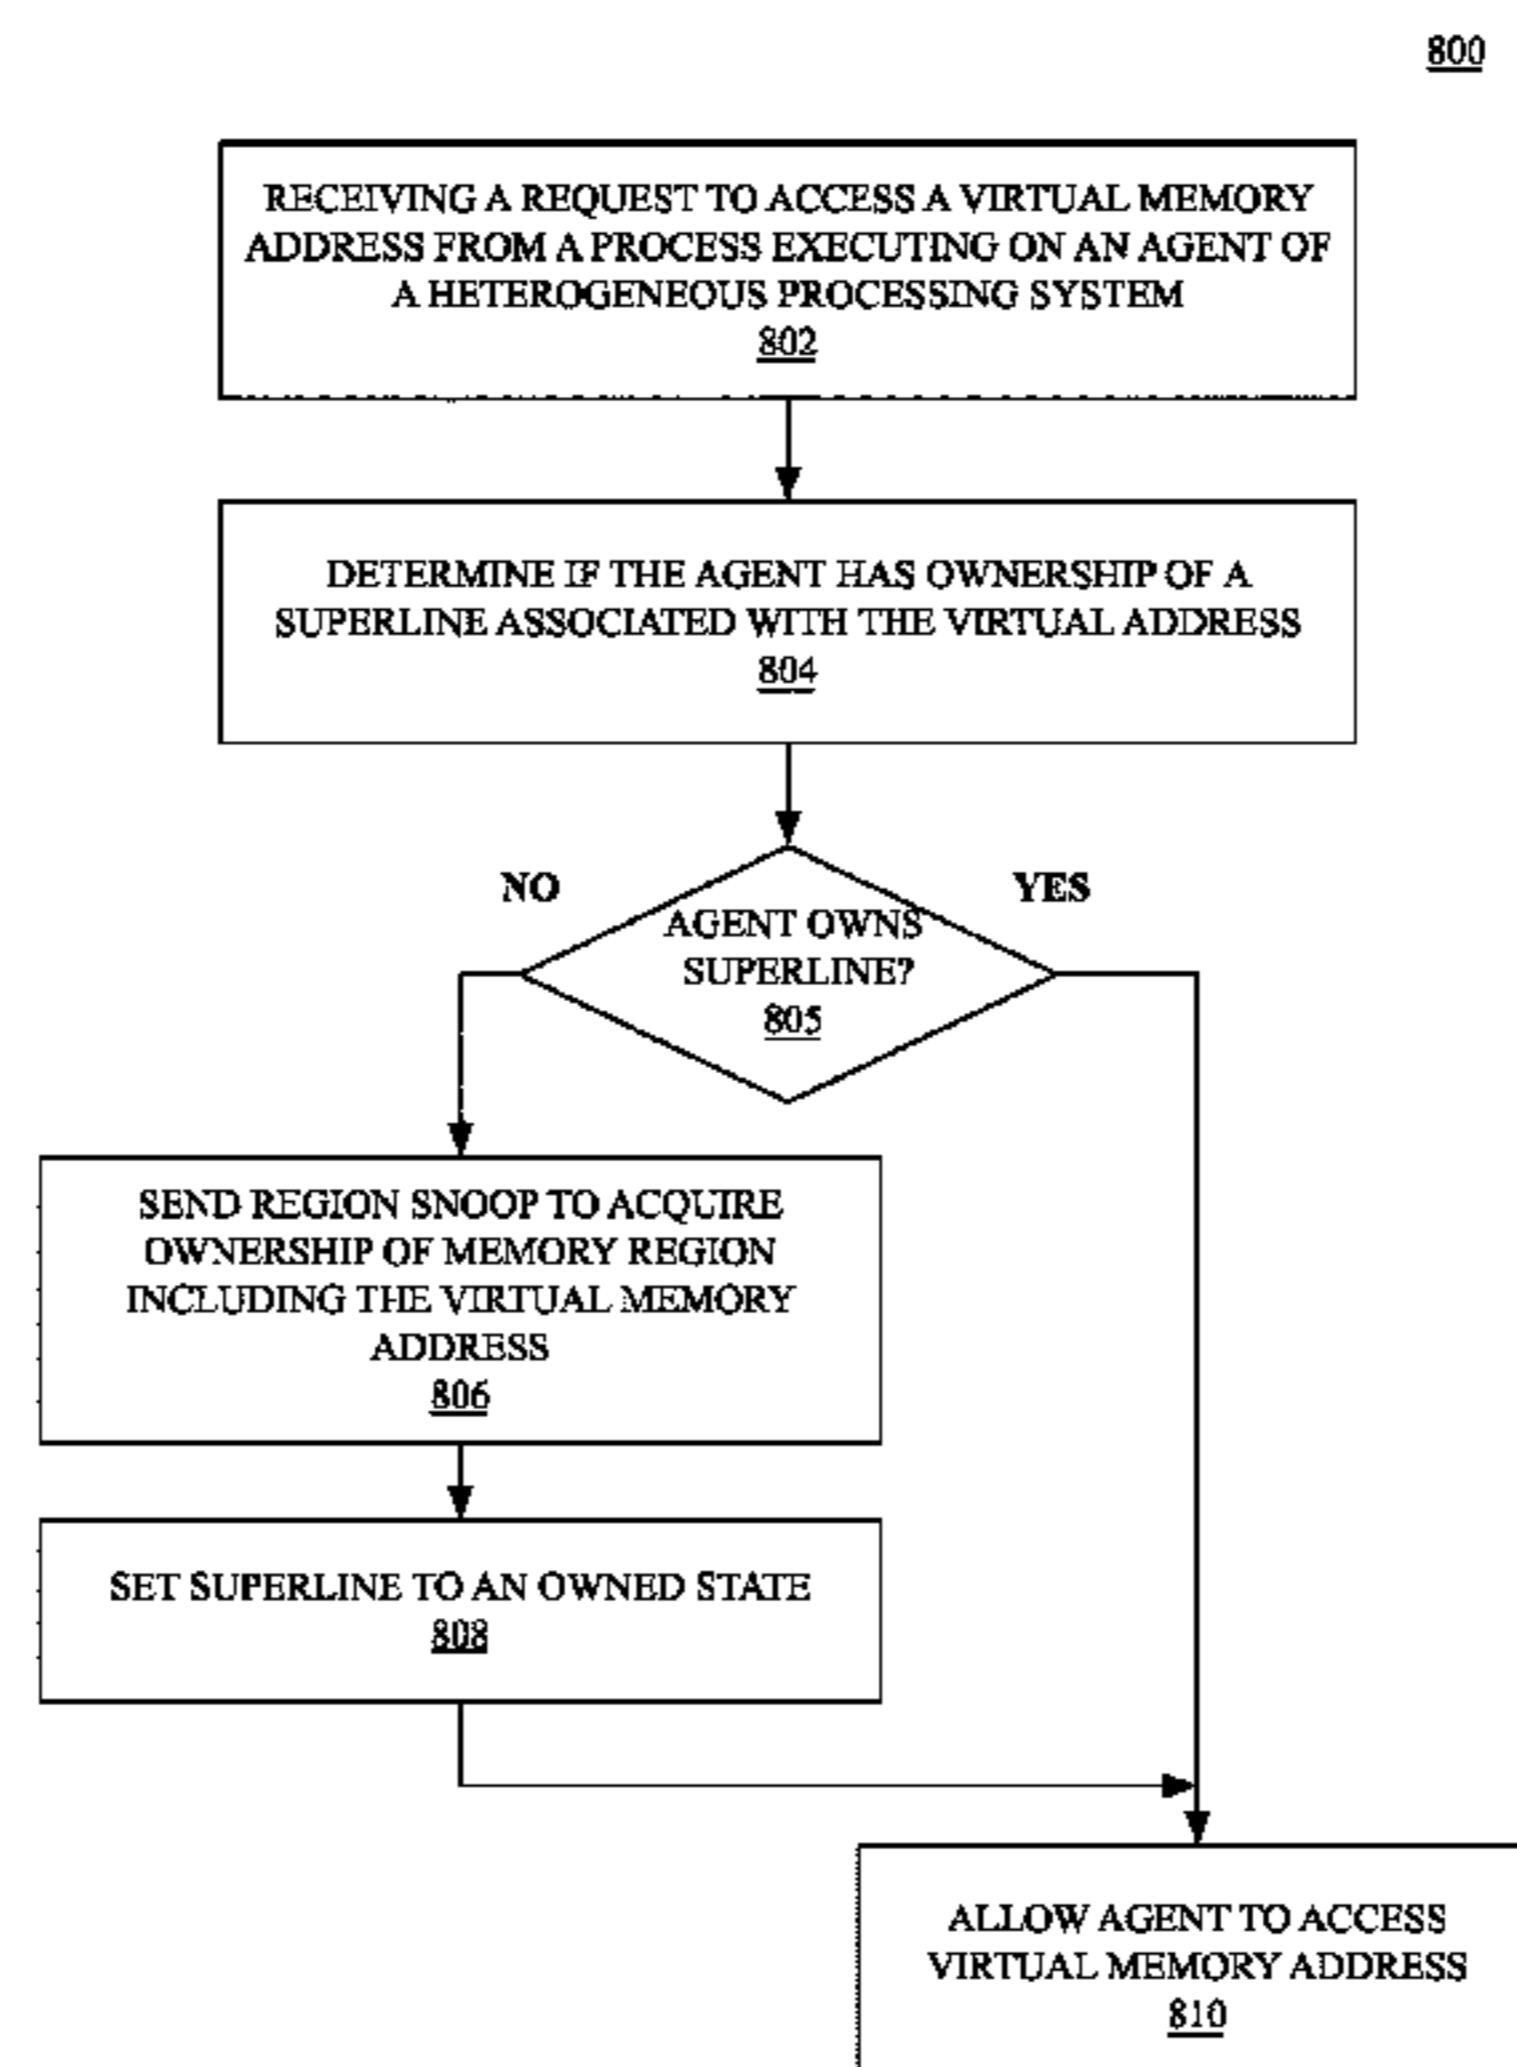 800
RECEIVING A REQUEST TO ACCESS A VIRTUAL MEMORY
ADDRESS FROM A PROCESS EXECUTING ON AN AGENT OF
A HETEROGENEOUS PROCESSING SYSTEM
802
DETERMINE IF THE AGENT HAS OWNERSHIP OF A
SUPERLINE ASSOCIATED WITH THE VIRTUAL ADDRESS
804
NO
YES
AGENT OWNS
SUPERLINE?
805
SEND REGION SNOOP TO ACQUIRE
OWNERSHIP OF MEMORY REGION
INCLUDING THE VIRTUAL MEMORY
ADDRESS
806
SET SUPERLINE TO AN OWNED STATE
808
ALLOW AGENT TO ACCESS
VIRTUAL MEMORY ADDRESS
810